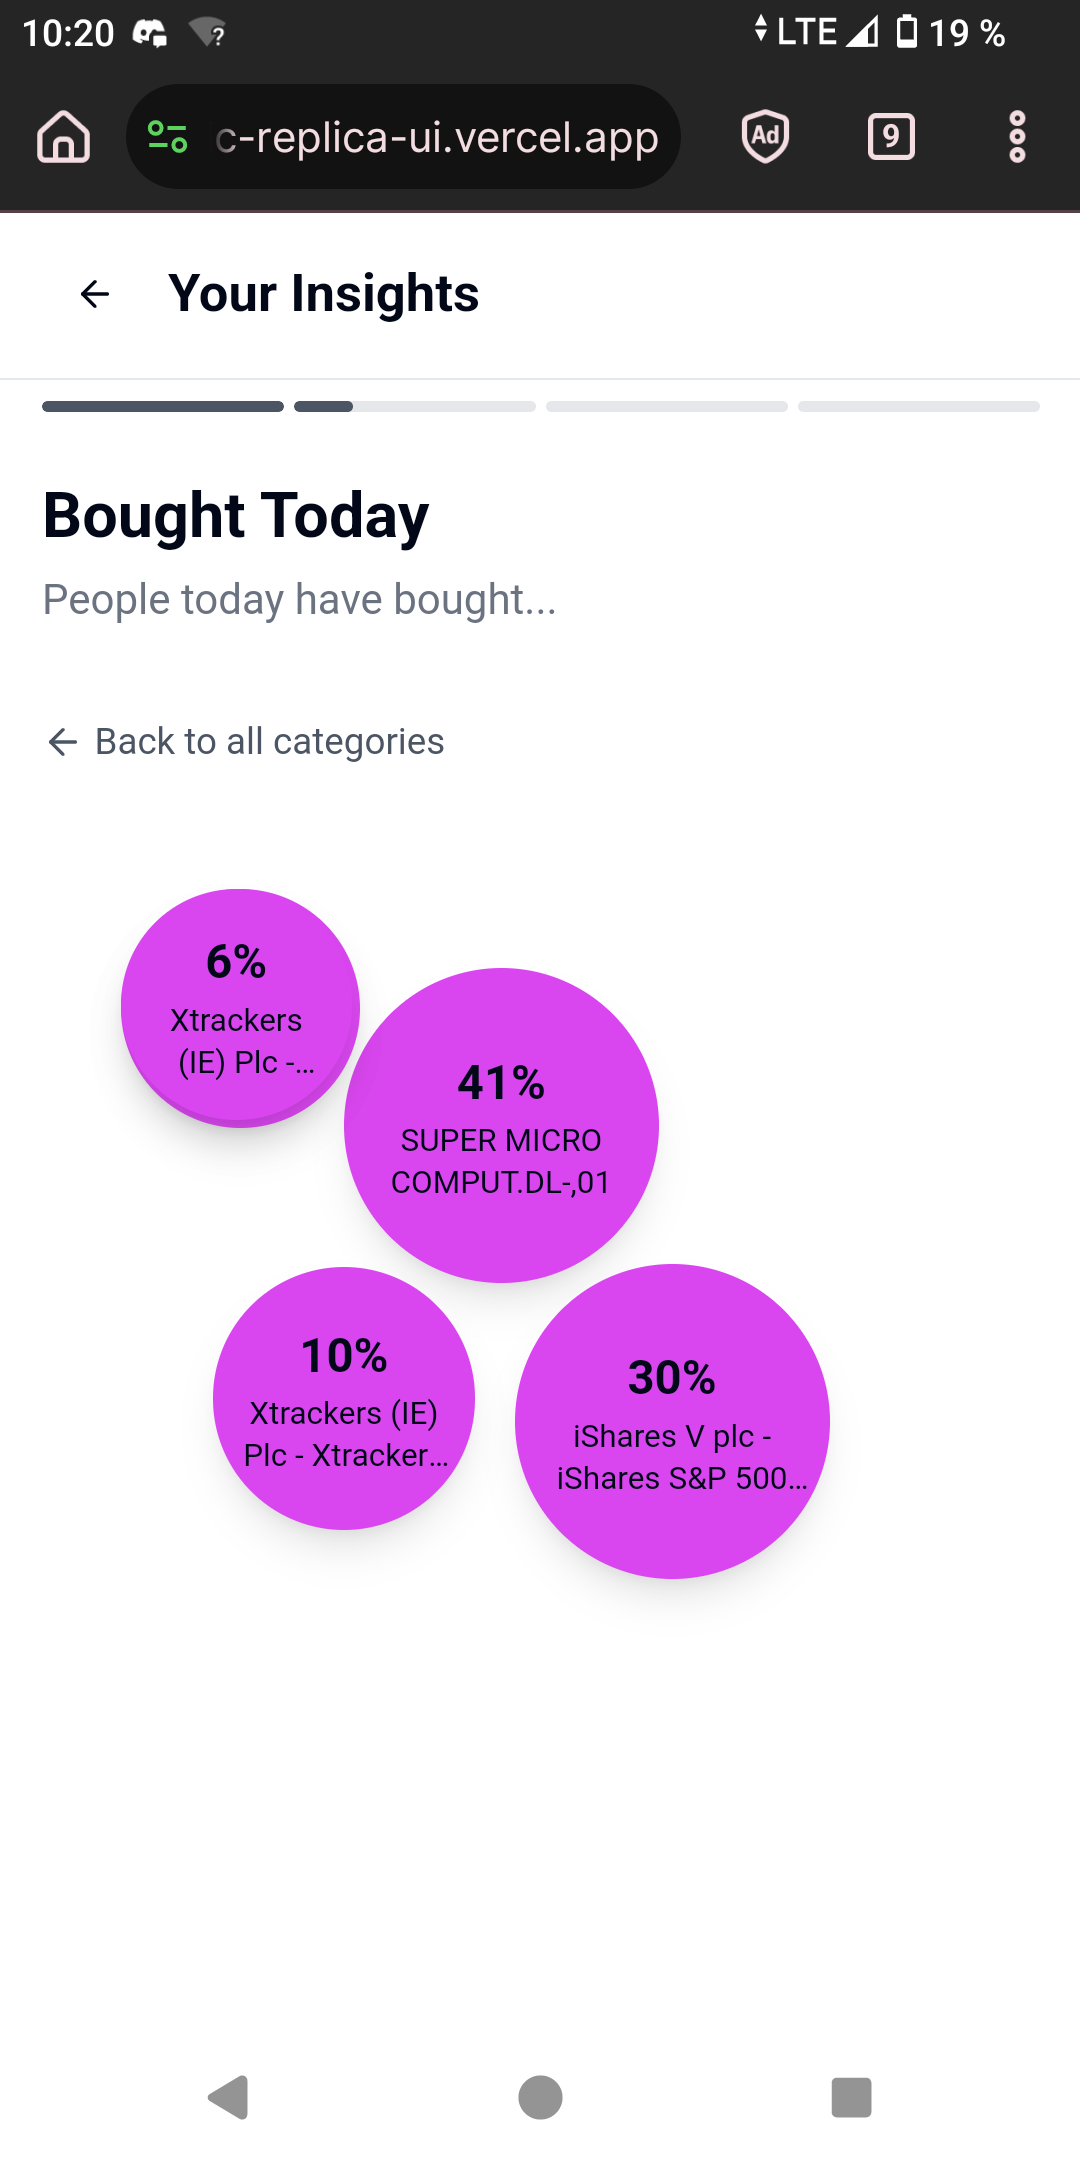 10:20
LTE 19 %
c-replica-ui.vercel.app
Ad
9
Your Insights
Bought Today
People today have bought...
Back to all categories
6%
Xtrackers
(IE) Plc -...
41%
SUPER MICRO
COMPUT.DL-,01
10%
Xtrackers (IE)
Plc - Xtracker...
30%
iShares V plc -
iShares S&P 500...